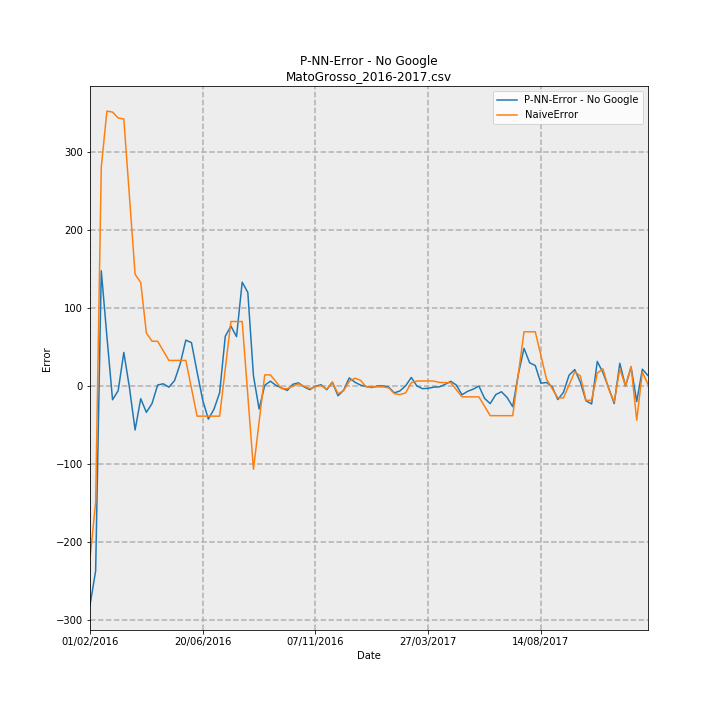 P-NN-Error - No Google
MatoGrosso_2016-2017.csv
P-NN-Error - No Google
NaiveError
300
200
100
0
−100
−200
−300
Error
01/02/2016 20/06/2016 07/11/2016 27/03/2017 14/08/2017
Date